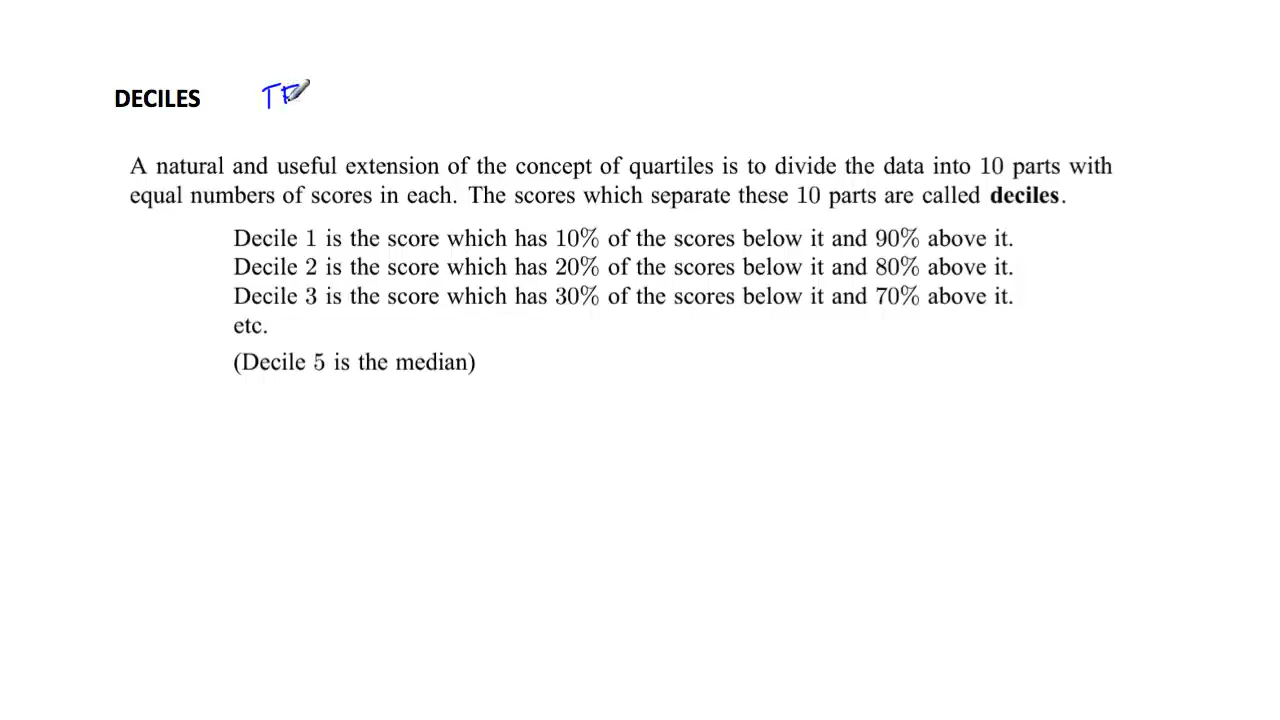 DECILES
A natural and useful extension of the concept of quartiles is to divide the data into 10 parts with
equal numbers of scores in each. The scores which separate these 10 parts are called deciles.
Decile 1 is the score which has 10% of the scores below it and 90% above it.
Decile 2 is the score which has 20% of the scores below it and 80% above it.
Decile 3 is the score which has 30% of the scores below it and 70% above it.
etc.
(Decile 5 is the median)